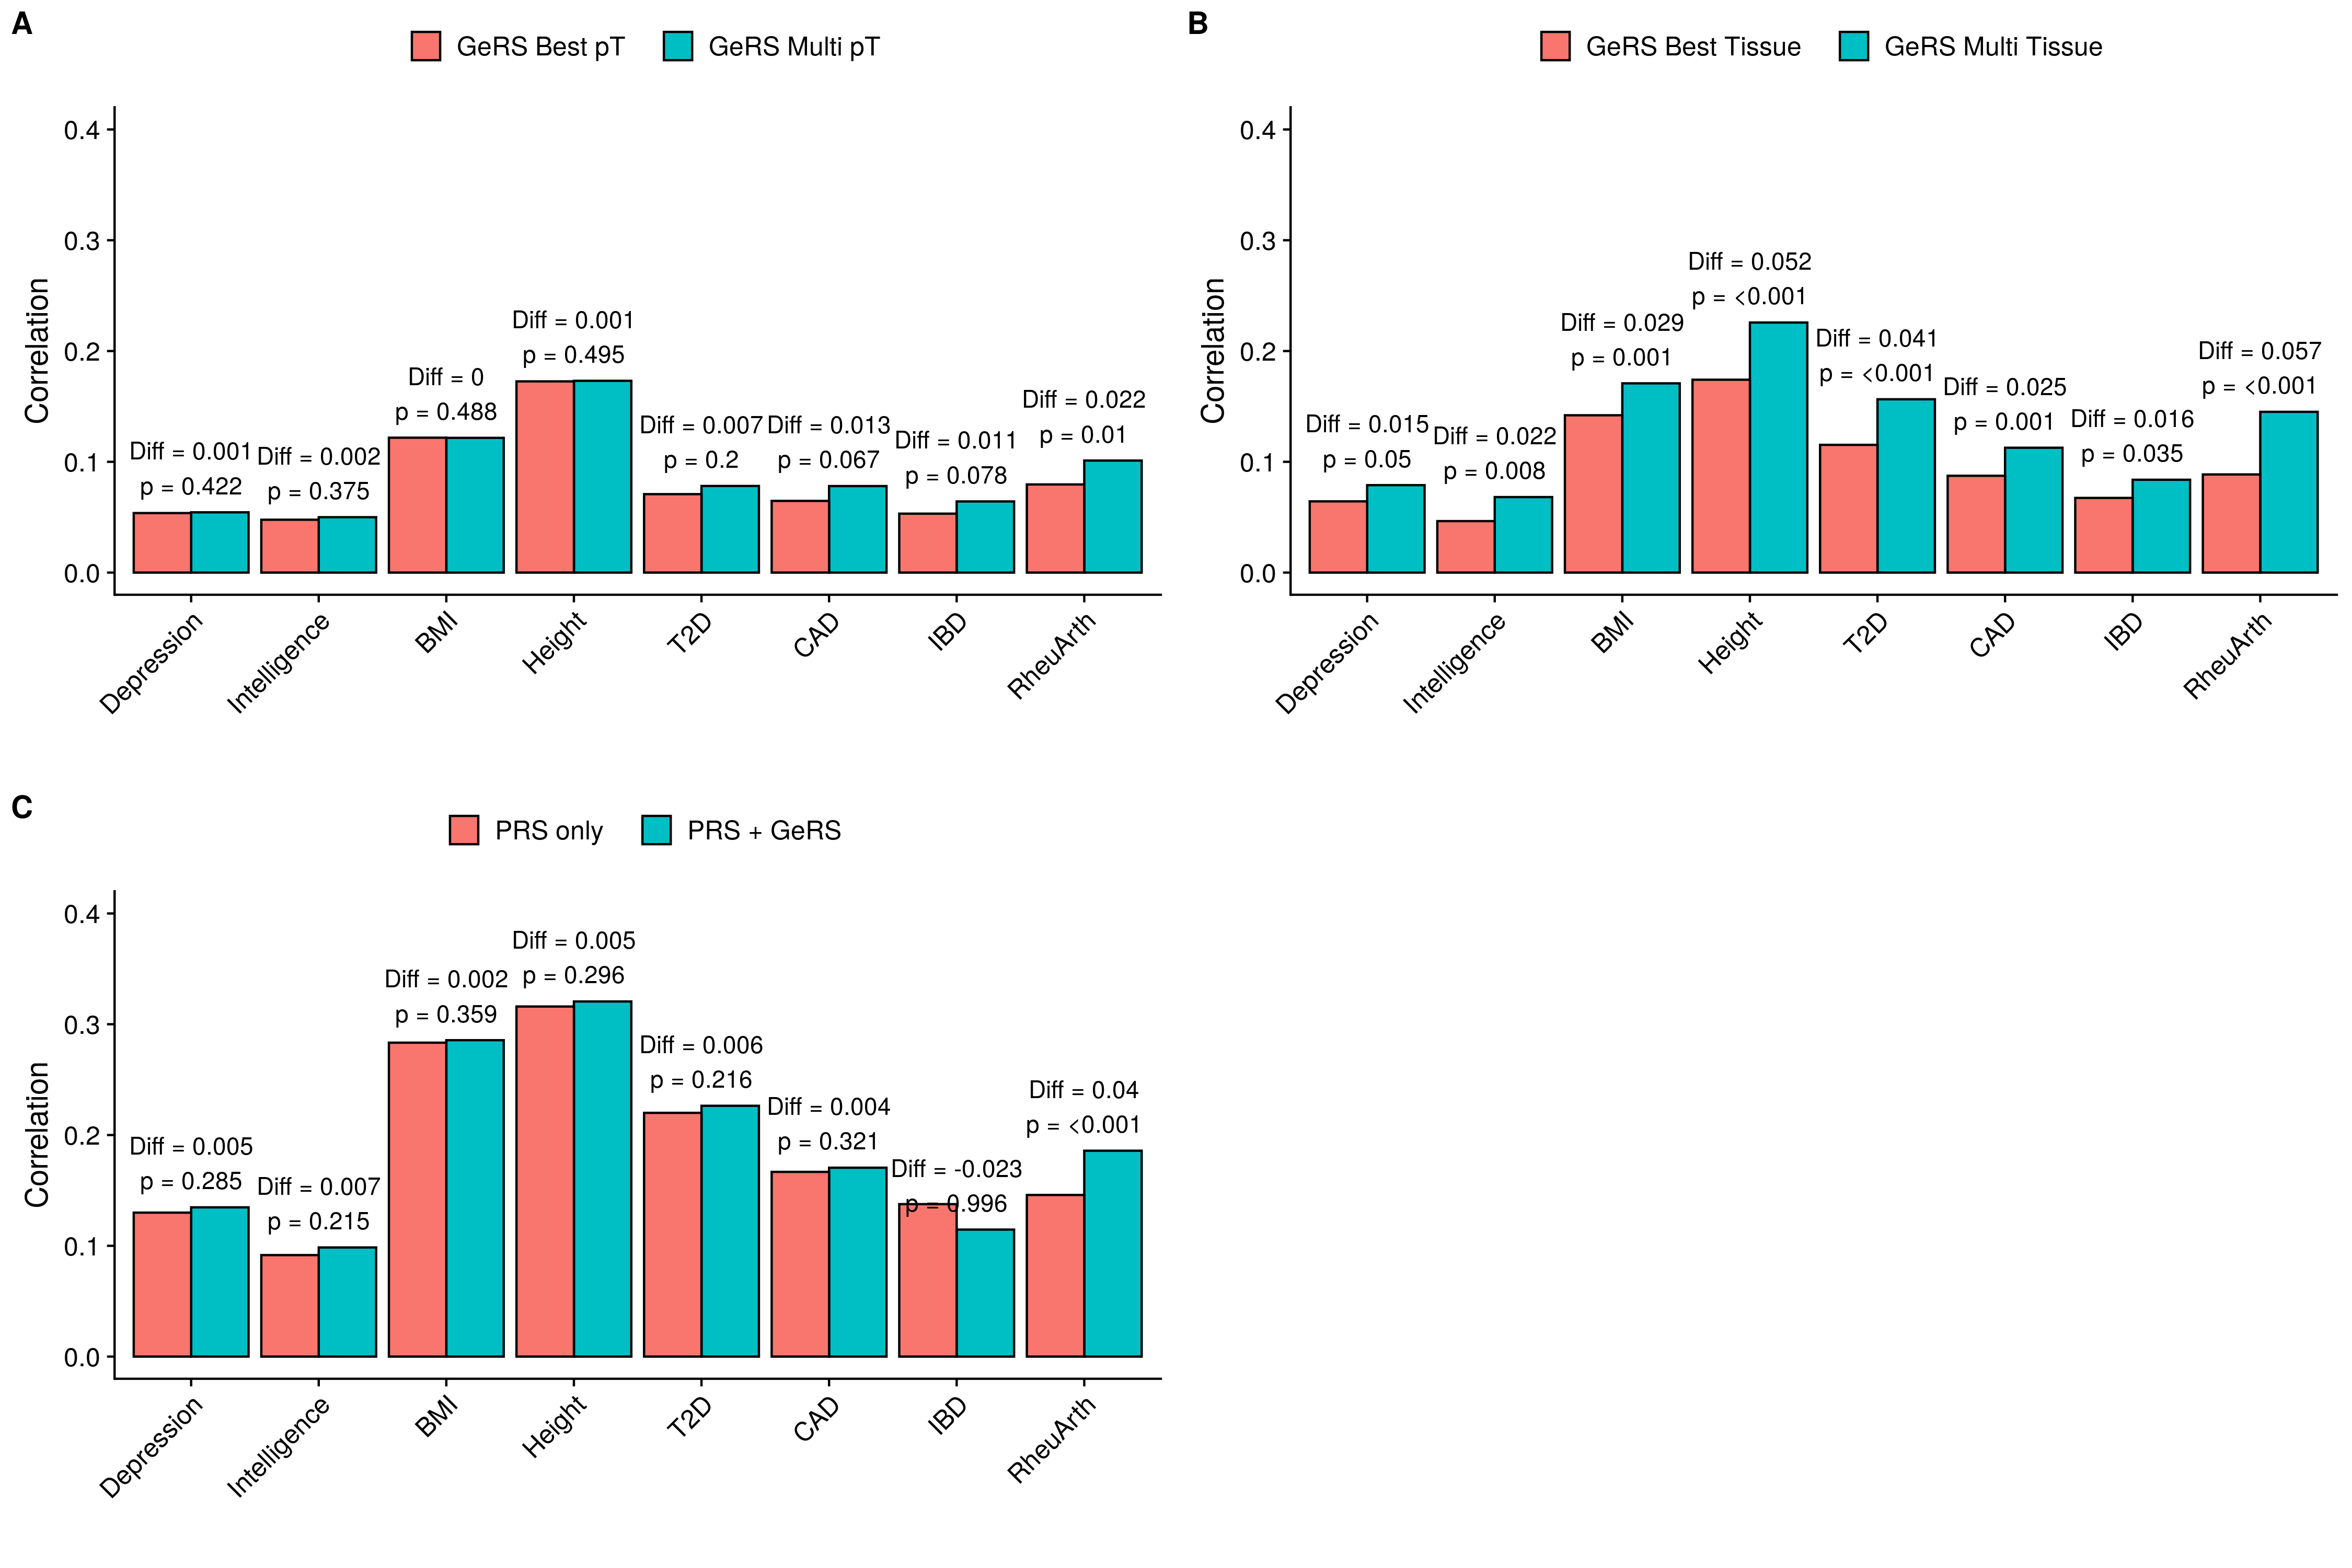 A
GeRS Best pT
GeRS Multi pT
Correlation
0.4
0.3
0.2
0.1
0.0
Diff = 0.001
p = 0.422
Diff = 0.002
p = 0.375
Diff = 0
p = 0.488
Diff = 0.001
p = 0.495
Diff = 0.007
p = 0.2
Diff = 0.013
p = 0.067
Diff = 0.011
p = 0.078
Diff = 0.022
p = 0.01
Depression
Intelligence
BMI
Height
T2D
CAD
IBD
RheuArth
B
GeRS Best Tissue
GeRS Multi Tissue
Correlation
0.4
0.3
0.2
0.1
0.0
Diff = 0.015
p = 0.05
Diff = 0.022
p = 0.008
Diff = 0.029
p = 0.001
Diff = 0.052
p = <0.001
Diff = 0.041
p = <0.001
Diff = 0.025
p = 0.001
Diff = 0.016
p = 0.035
Diff = 0.057
p = <0.001
Depression
Intelligence
BMI
Height
T2D
CAD
IBD
RheuArth
C
PRS only
PRS + GeRS
Correlation
0.4
0.3
0.2
0.1
0.0
Diff = 0.005
p = 0.285
Diff = 0.007
p = 0.215
Diff = 0.002
p = 0.359
Diff = 0.005
p = 0.296
Diff = 0.006
p = 0.216
Diff = 0.004
p = 0.321
Diff = -0.023
p = 0.996
Diff = 0.04
p = <0.001
Depression
Intelligence
BMI
Height
T2D
CAD
IBD
RheuArth